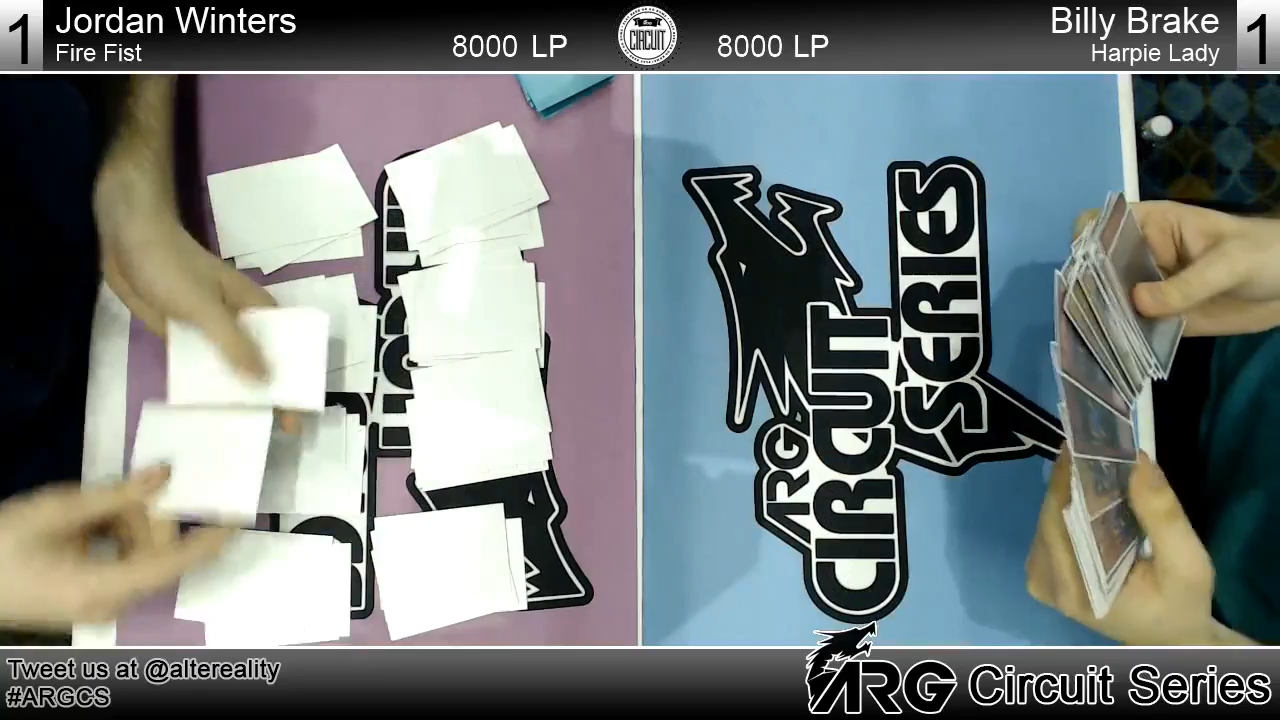 1
Jordan Winters
Fire Fist
8000 LP
CIRCUIT
8000 LP
Billy Brake
Harpie Lady
1
ARG
CIRCUIT
SERIES
Tweet us at @altereality
#ARGCS
ARG Circuit Series